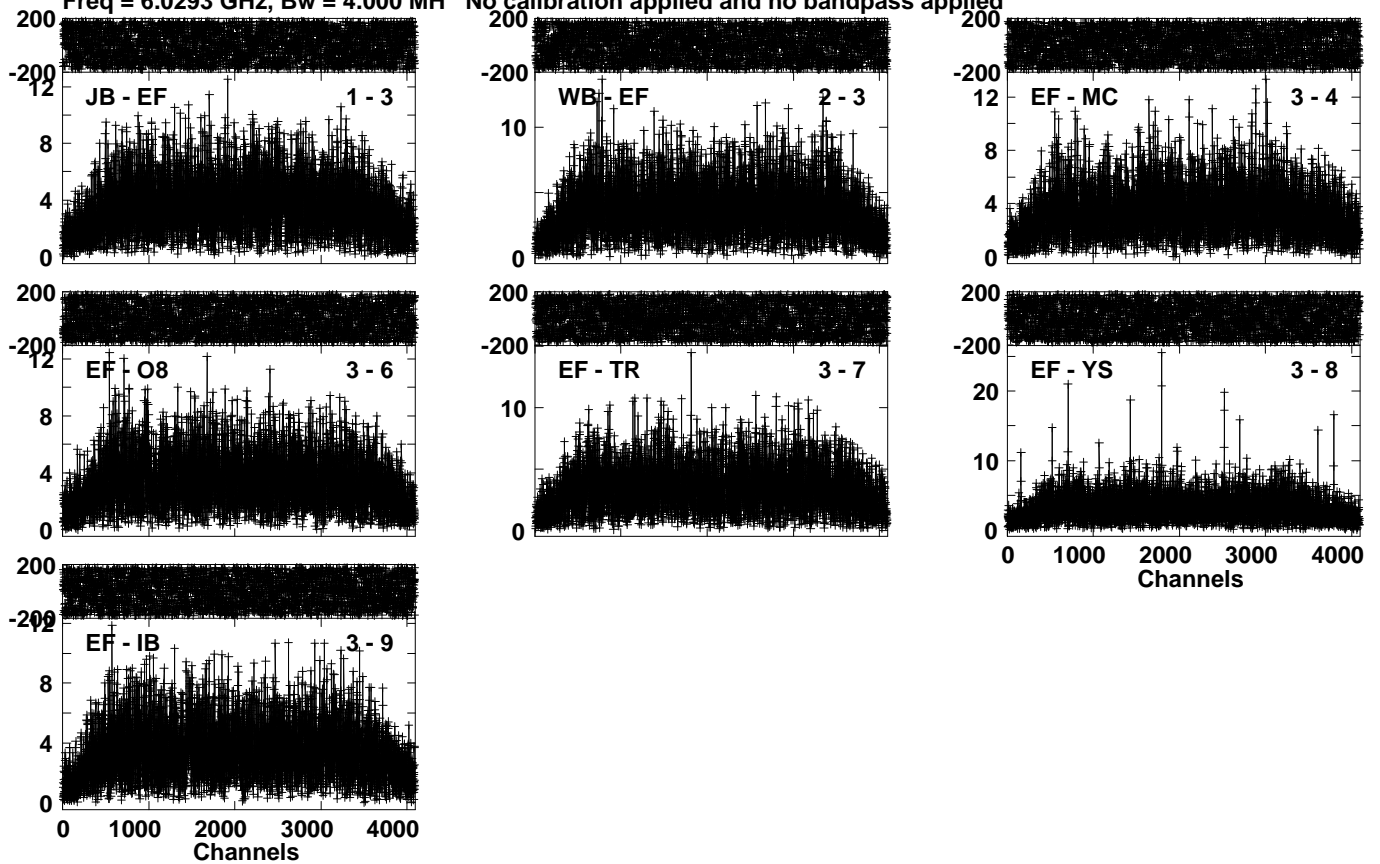 Freq = 6.0293 GHz, Bw = 4.000 MH No calibration applied and no bandpass applied
200 200 200
-200 -200 -200
JB - EF 1 - 3 WB - EF 2 - 3 EF - MC 3 - 4
12 12
10
8 8
4 4
0 0 0
200 200 200
-200 -200 -200
EF - O8 3 - 6 EF - TR 3 - 7 EF - YS 3 - 8
12
20
8 10
10
4
0 0 0
0 1000 2000 3000 4000
Channels
200
-200
12
EF - IB 3 - 9
8
4
0
0 1000 2000 3000 4000
Channels